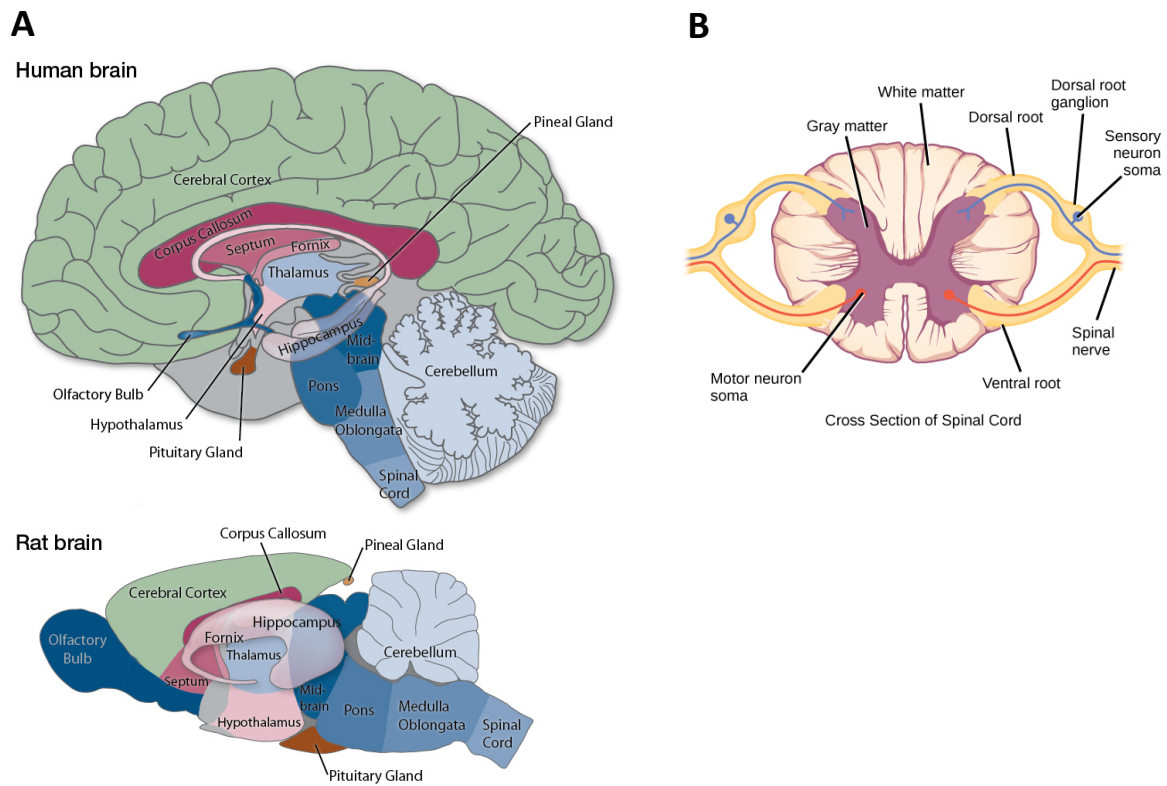 A
Human brain
Pineal Gland
Cerebral Cortex
Corpus Callosum
Septum
Fornix
Thalamus
Hippocampus
Mid-
brain
Cerebellum
Pons
Medulla
Oblongata
Spinal
Cord
Olfactory Bulb
Hypothalamus
Pituitary Gland
Rat brain
Corpus Callosum
Pineal Gland
Cerebral Cortex
Hippocampus
Olfactory
Bulb
Fornix
Thalamus
Cerebellum
Septum
Mid-
brain
Hypothalamus
Pons
Medulla
Oblongata
Spinal
Cord
Pituitary Gland
B
White matter
Gray matter
Dorsal root
Dorsal root
ganglion
Sensory
neuron
soma
Motor neuron
soma
Ventral root
Spinal
nerve
Cross Section of Spinal Cord